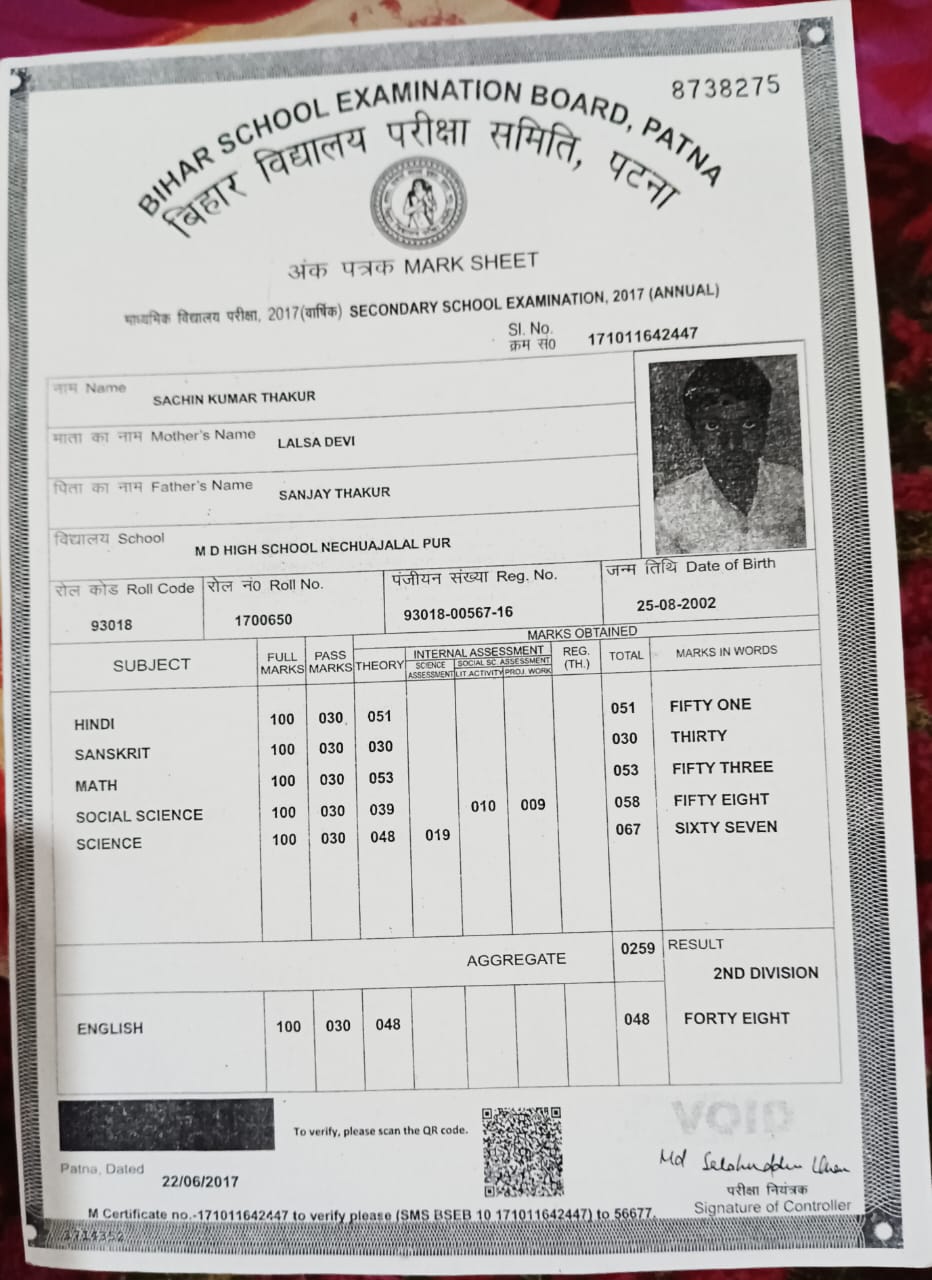 8738275
BIHAR SCHOOL EXAMINATION BOARD, PATNA
बिहार विद्यालय परीक्षा समिति, पटना
अंक पत्रक MARK SHEET
माध्यमिक विद्यालय परीक्षा, 2017(वार्षिक) SECONDARY SCHOOL EXAMINATION, 2017 (ANNUAL)
Sl. No.
क्रम सं0 171011642447
नाम Name SACHIN KUMAR THAKUR
माता का नाम Mother's Name LALSA DEVI
पिता का नाम Father's Name SANJAY THAKUR
विद्यालय School M D HIGH SCHOOL NECHUAJALAL PUR
रोल कोड Roll Code रोल नं0 Roll No. पंजीयन संख्या Reg. No. जन्म तिथि Date of Birth
93018 1700650 93018-00567-16 25-08-2002
MARKS OBTAINED
SUBJECT FULL MARKS PASS MARKS THEORY INTERNAL ASSESSMENT REG. (TH.) TOTAL MARKS IN WORDS
SCIENCE ASSESSMENT SOCIAL SC. ASSESSMENT
LIT.ACTIVITY PROJ. WORK
HINDI 100 030 051 051 FIFTY ONE
SANSKRIT 100 030 030 030 THIRTY
MATH 100 030 053 053 FIFTY THREE
SOCIAL SCIENCE 100 030 039 010 009 058 FIFTY EIGHT
SCIENCE 100 030 048 019 067 SIXTY SEVEN
AGGREGATE 0259 RESULT
2ND DIVISION
ENGLISH 100 030 048 048 FORTY EIGHT
To verify, please scan the QR code.
VOID
Patna, Dated
22/06/2017
Md
परीक्षा नियंत्रक
Signature of Controller
M Certificate no.-171011642447 to verify please (SMS BSEB 10 171011642447) to 56677.